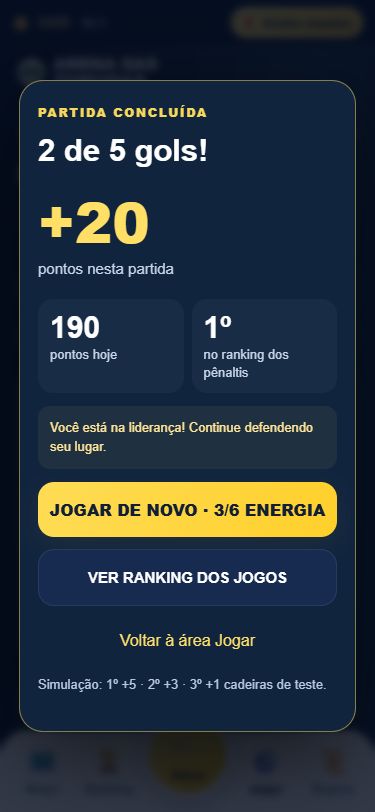 PARTIDA CONCLUÍDA
2 de 5 gols!
+20
pontos nesta partida
190
pontos hoje
1º
no ranking dos
pênaltis
Você está na liderança! Continue defendendo
seu lugar.
JOGAR DE NOVO · 3/6 ENERGIA
VER RANKING DOS JOGOS
Voltar à área Jogar
Simulação: 1º +5 · 2º +3 · 3º +1 cadeiras de teste.